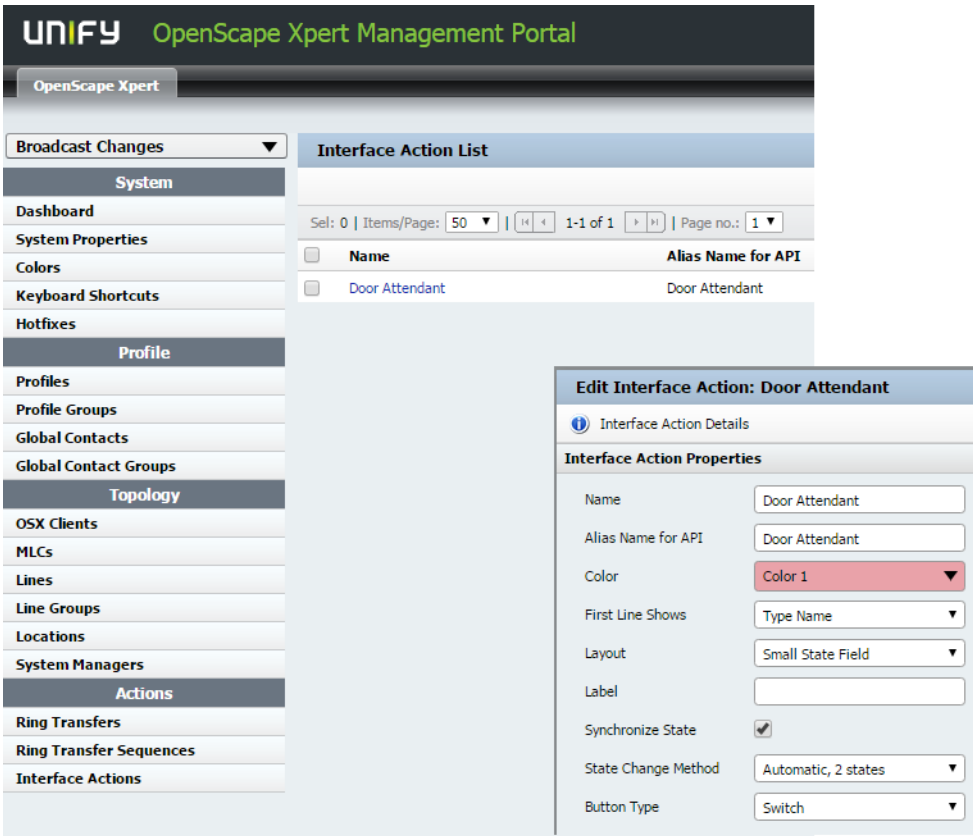 UNIFY OpenScape Xpert Management Portal
OpenScape Xpert
Broadcast Changes
System
Dashboard
System Properties
Colors
Keyboard Shortcuts
Hotfixes
Profile
Profiles
Profile Groups
Global Contacts
Global Contact Groups
Topology
OSX Clients
MLCs
Lines
Line Groups
Locations
System Managers
Actions
Ring Transfers
Ring Transfer Sequences
Interface Actions
Interface Action List
Sel: 0 | Items/Page: 50 | 1-1 of 1 | Page no.: 1
Name Alias Name for API
Door Attendant Door Attendant
Edit Interface Action: Door Attendant
Interface Action Details
Interface Action Properties
Name Door Attendant
Alias Name for API Door Attendant
Color Color 1
First Line Shows Type Name
Layout Small State Field
Label
Synchronize State
State Change Method Automatic, 2 states
Button Type Switch